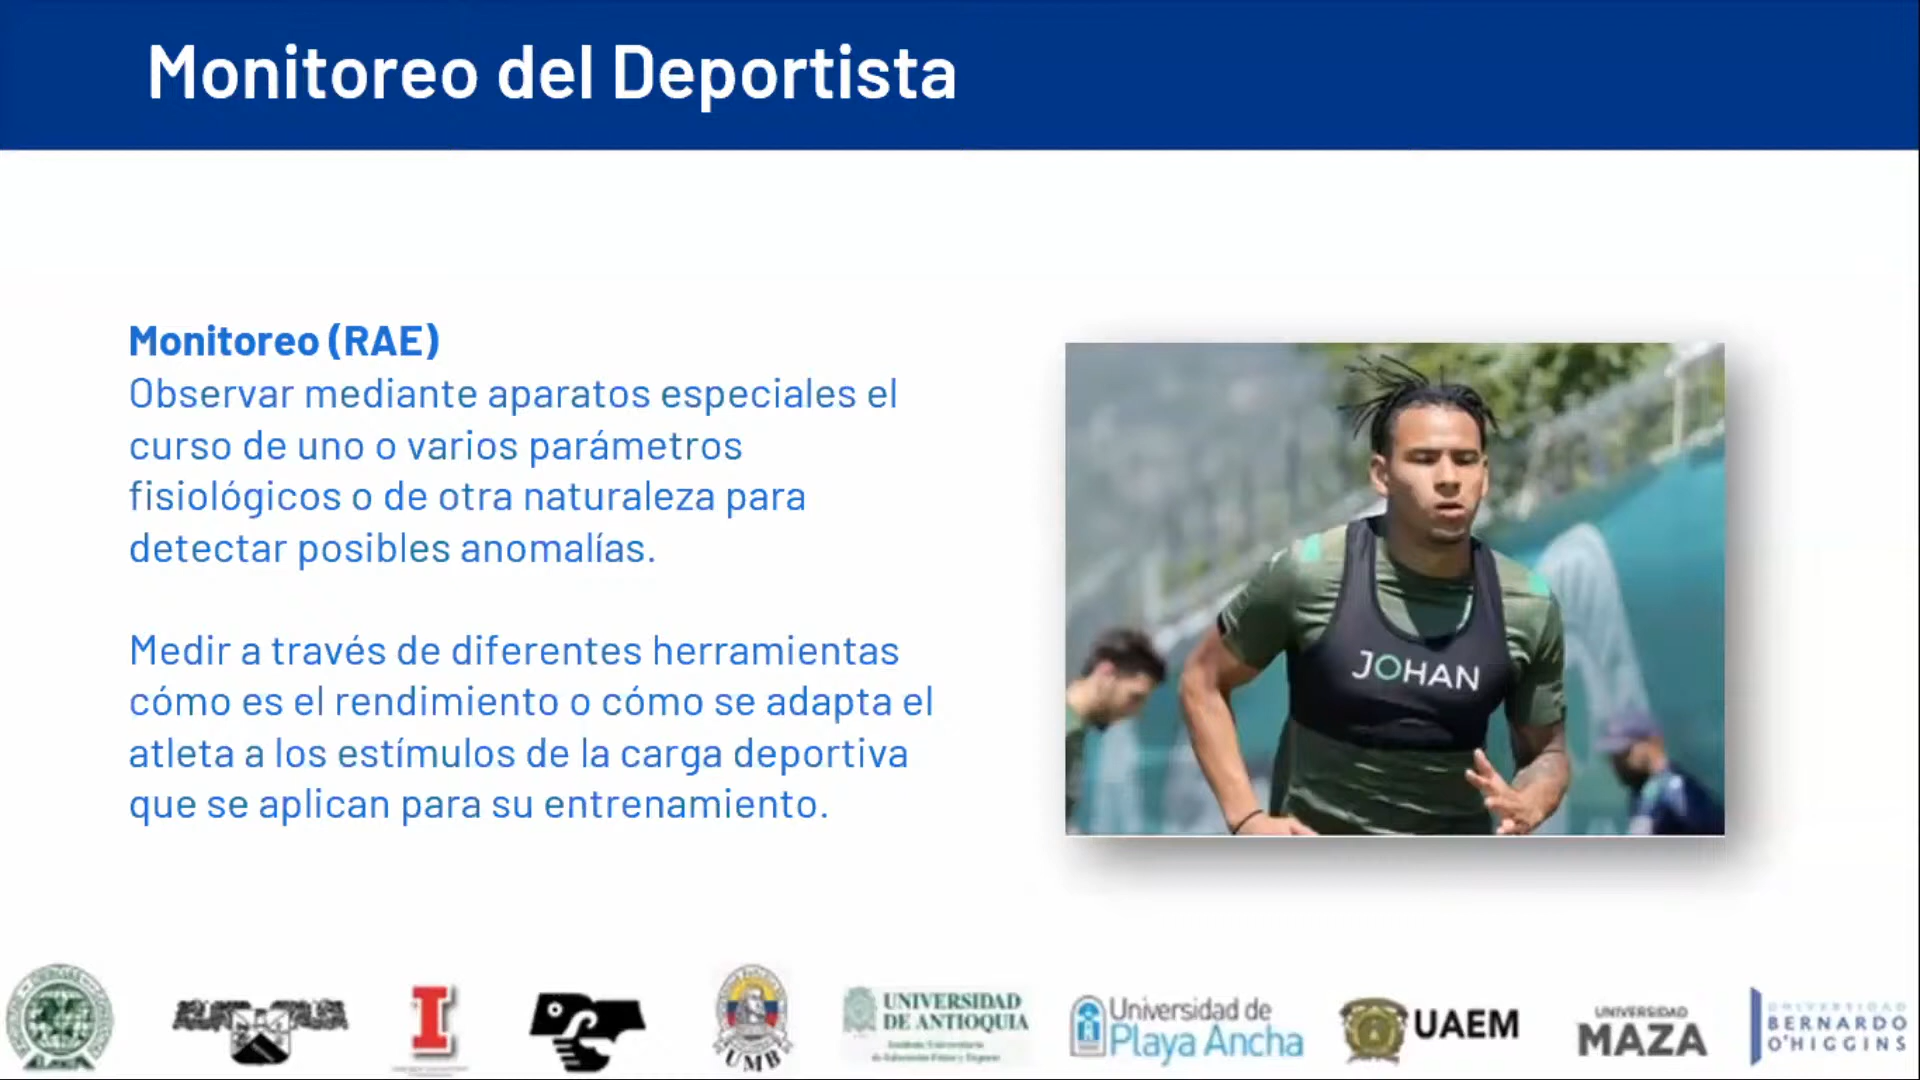 Monitoreo del Deportista
Monitoreo (RAE)
Observar mediante aparatos especiales el
curso de uno o varios parámetros
fisiológicos o de otra naturaleza para
detectar posibles anomalías.
Medir a través de diferentes herramientas
cómo es el rendimiento o cómo se adapta el
atleta a los estímulos de la carga deportiva
que se aplican para su entrenamiento.
JOHAN
I
UMB
UNIVERSIDAD
DE ANTIOQUIA
Universidad de
Playa Ancha
UAEM
UNIVERSIDAD
MAZA
UNIVERSIDAD
BERNARDO
O'HIGGINS